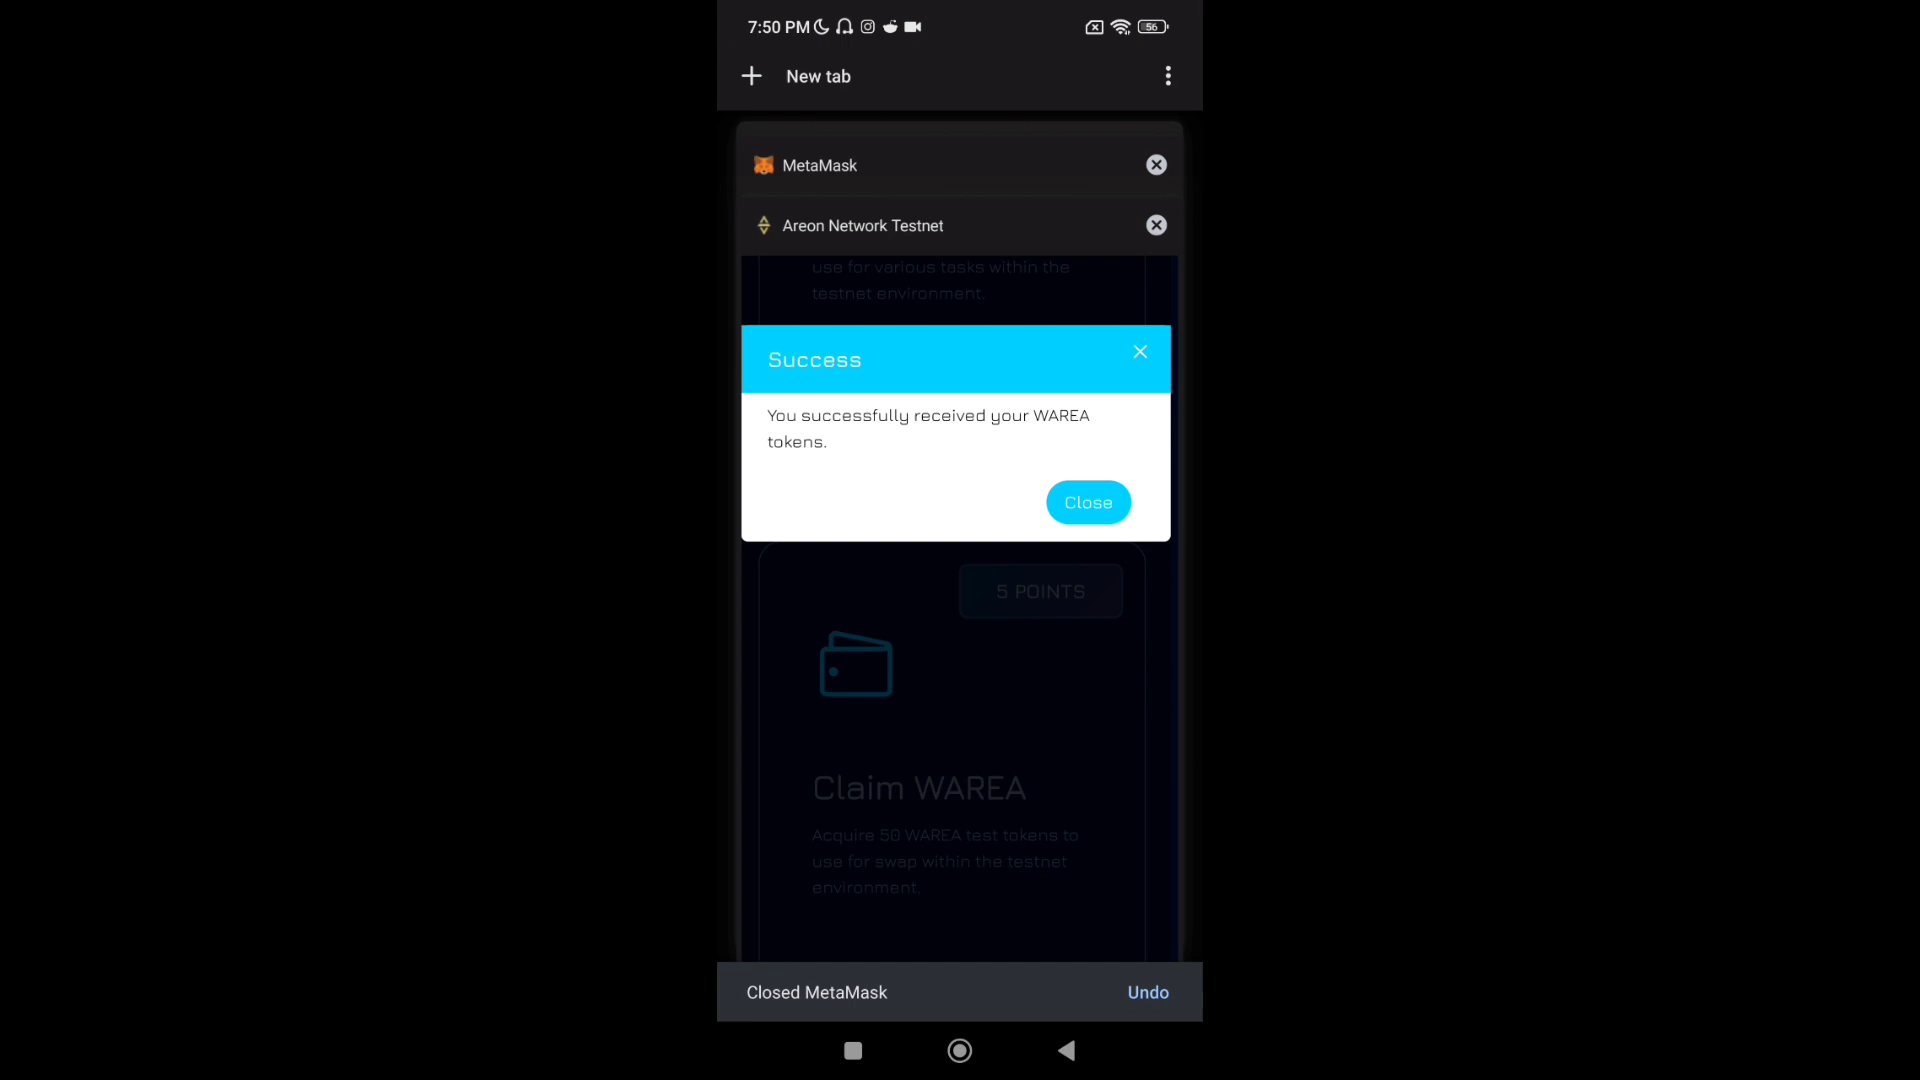 7:50 PM
56
New tab
MetaMask
Areon Network Testnet
use for various tasks within the
testnet environment.
Success
You successfully received your WAREA
tokens.
Close
5 POINTS
Claim WAREA
Acquire 50 WAREA test tokens to
use for swap within the testnet
environment.
Closed MetaMask
Undo